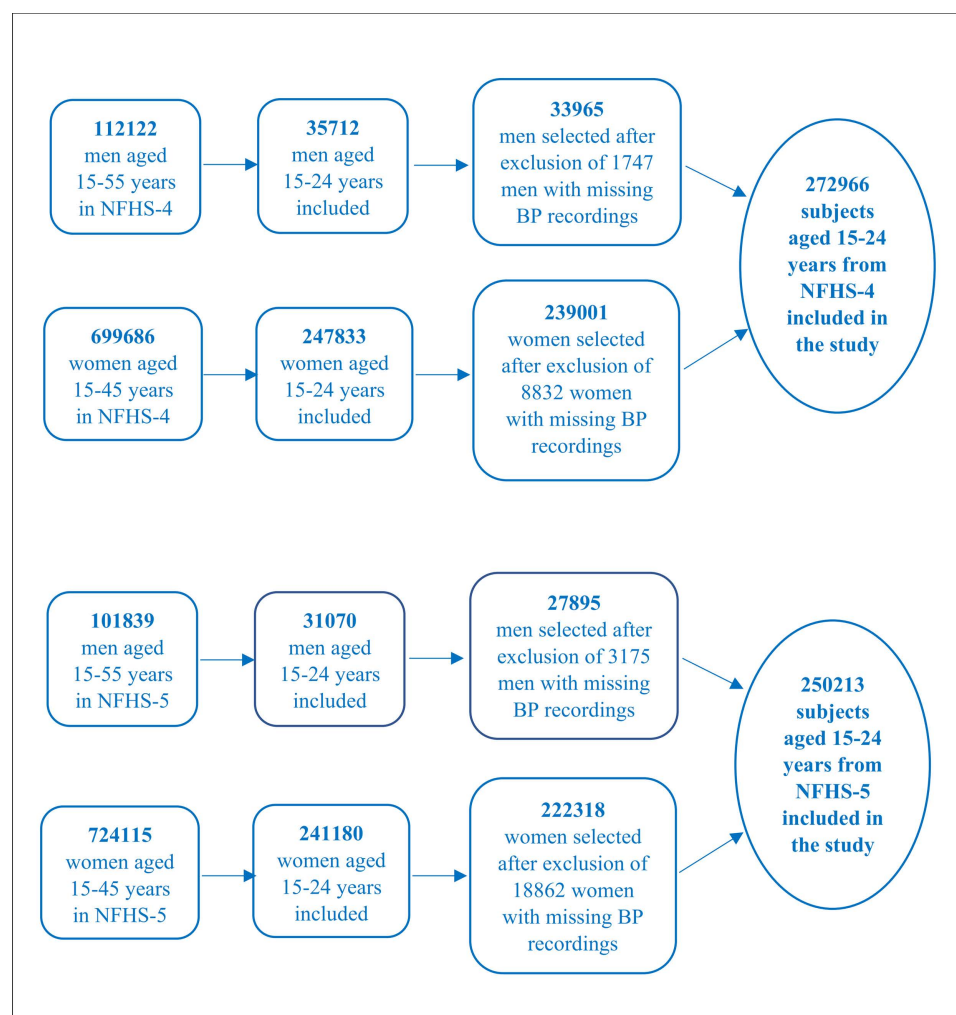 112122
men aged
15-55 years
in NFHS-4
35712
men aged
15-24 years
included
33965
men selected after
exclusion of 1747
men with missing
BP recordings
272966
subjects
aged 15-24
years from
NFHS-4
included in
the study
699686
women aged
15-45 years
in NFHS-4
247833
women aged
15-24 years
included
239001
women selected
after exclusion of
8832 women
with missing BP
recordings
101839
men aged
15-55 years
in NFHS-5
31070
men aged
15-24 years
included
27895
men selected after
exclusion of 3175
men with missing
BP recordings
250213
subjects
aged 15-24
years from
NFHS-5
included in
the study
724115
women aged
15-45 years
in NFHS-5
241180
women aged
15-24 years
included
222318
women selected
after exclusion of
18862 women
with missing BP
recordings